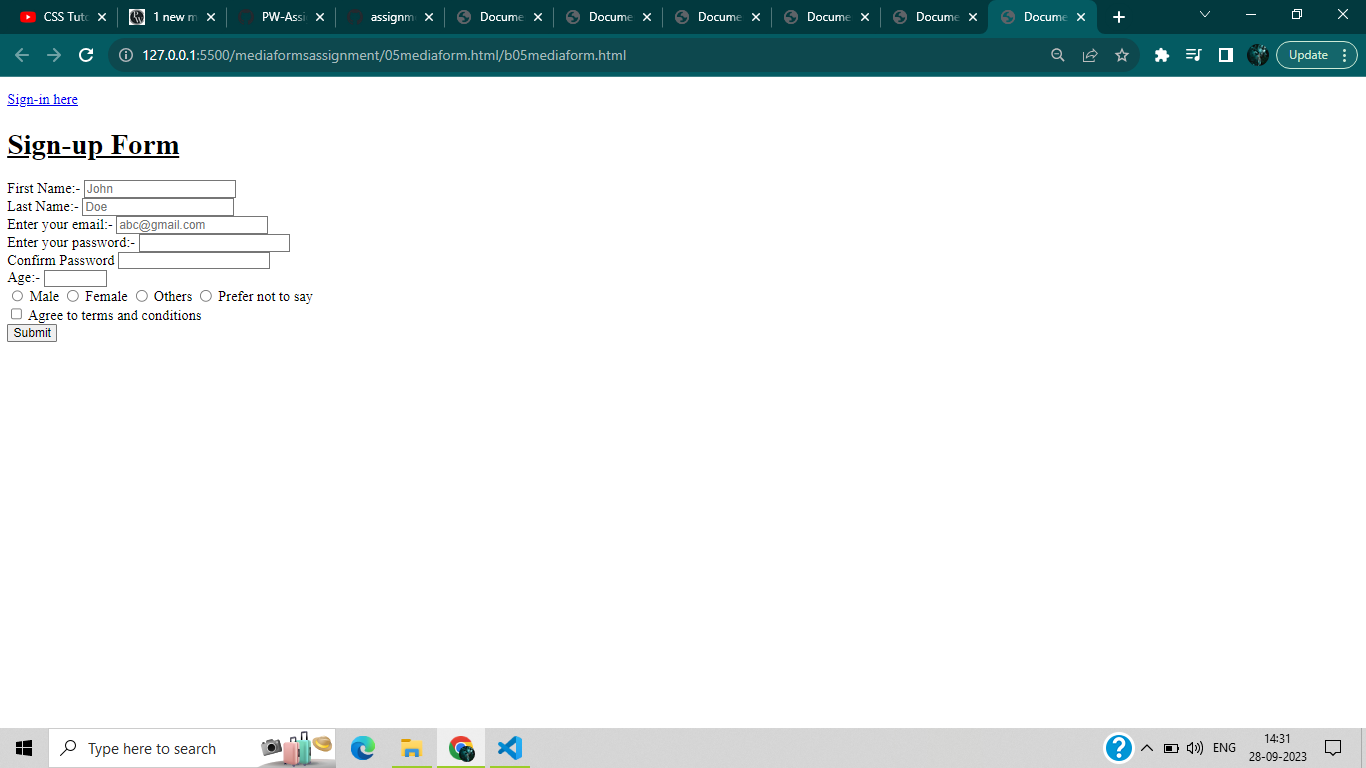 CSS Tuto
1 new m
PW-Assi
assignm
Docume
Docume
Docume
Docume
Docume
Docume
127.0.0.1:5500/mediaformsassignment/05mediaform.html/b05mediaform.html
Update
Sign-in here
Sign-up Form
First Name:- John
Last Name:- Doe
Enter your email:- abc@gmail.com
Enter your password:-
Confirm Password
Age:-
Male Female Others Prefer not to say
Agree to terms and conditions
Submit
Type here to search
ENG
14:31
28-09-2023